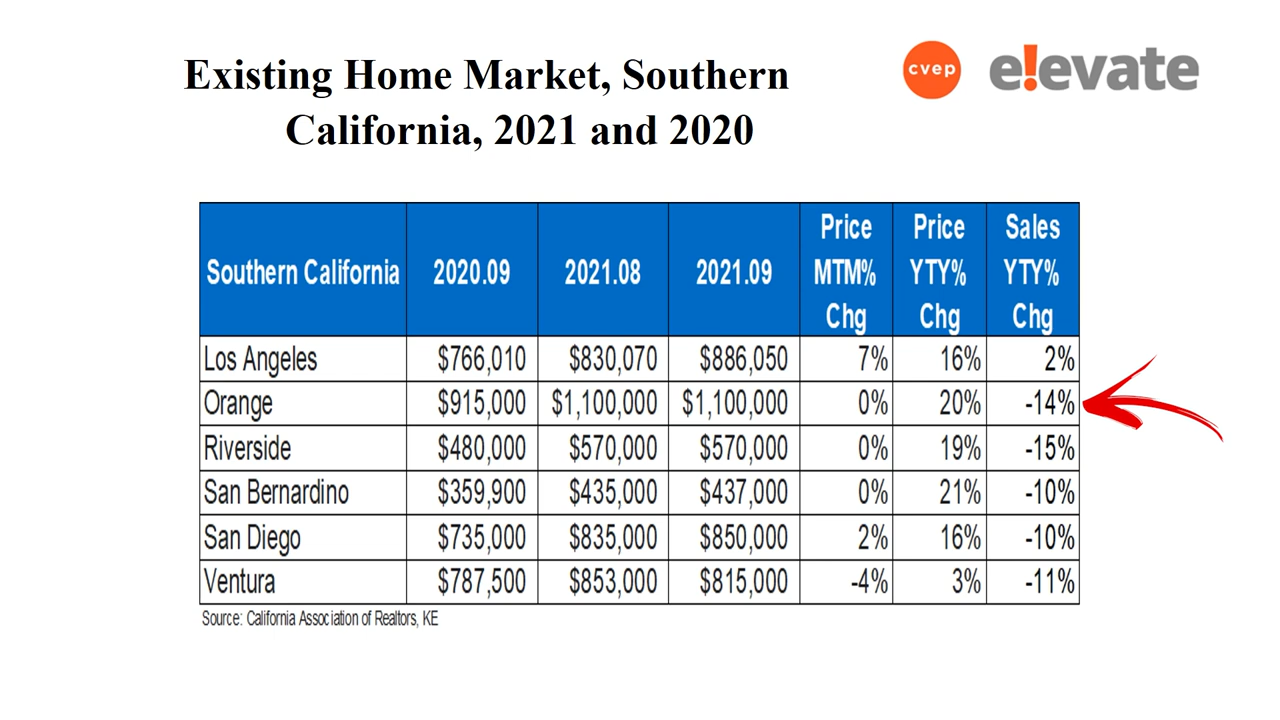 Existing Home Market, Southern
California, 2021 and 2020
cvep
e!evate
Southern California 2020.09 2021.08 2021.09 Price MTM% Chg Price YTY% Chg Sales YTY% Chg
Los Angeles $766,010 $830,070 $886,050 7% 16% 2%
Orange $915,000 $1,100,000 $1,100,000 0% 20% -14%
Riverside $480,000 $570,000 $570,000 0% 19% -15%
San Bernardino $359,900 $435,000 $437,000 0% 21% -10%
San Diego $735,000 $835,000 $850,000 2% 16% -10%
Ventura $787,500 $853,000 $815,000 -4% 3% -11%
Source: California Association of Realtors, KE